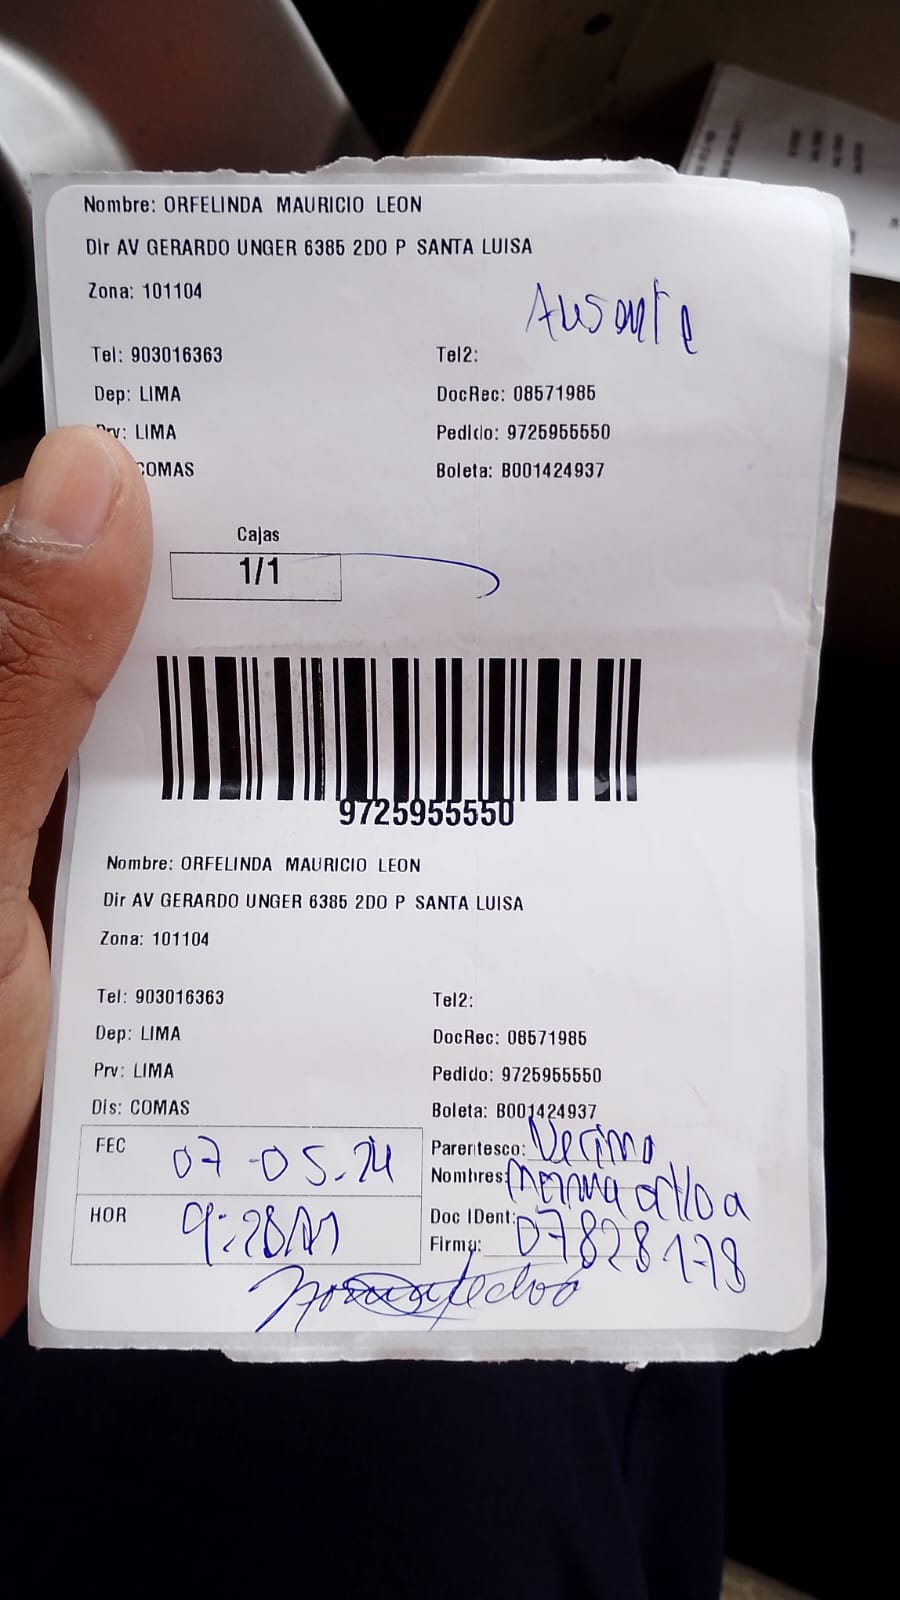 Nombre: ORFELINDA MAURICIO LEON
Dir AV GERARDO UNGER 6385 2DO P SANTA LUISA
Zona: 101104
Ausente
Tel: 903016363 Tel2:
Dep: LIMA DocRec: 08571985
Prv: LIMA Pedido: 9725955550
COMAS Boleta: B001424937
Cajas
1/1
9725955550
Nombre: ORFELINDA MAURICIO LEON
Dir AV GERARDO UNGER 6385 2DO P SANTA LUISA
Zona: 101104
Tel: 903016363 Tel2:
Dep: LIMA DocRec: 08571985
Prv: LIMA Pedido: 9725955550
Dis: COMAS Boleta: B001424937
FEC 07-05.24 Parentesco: Vecina
Nombres:
HOR 9:28AM Doc IDent: 07828178
Firma: